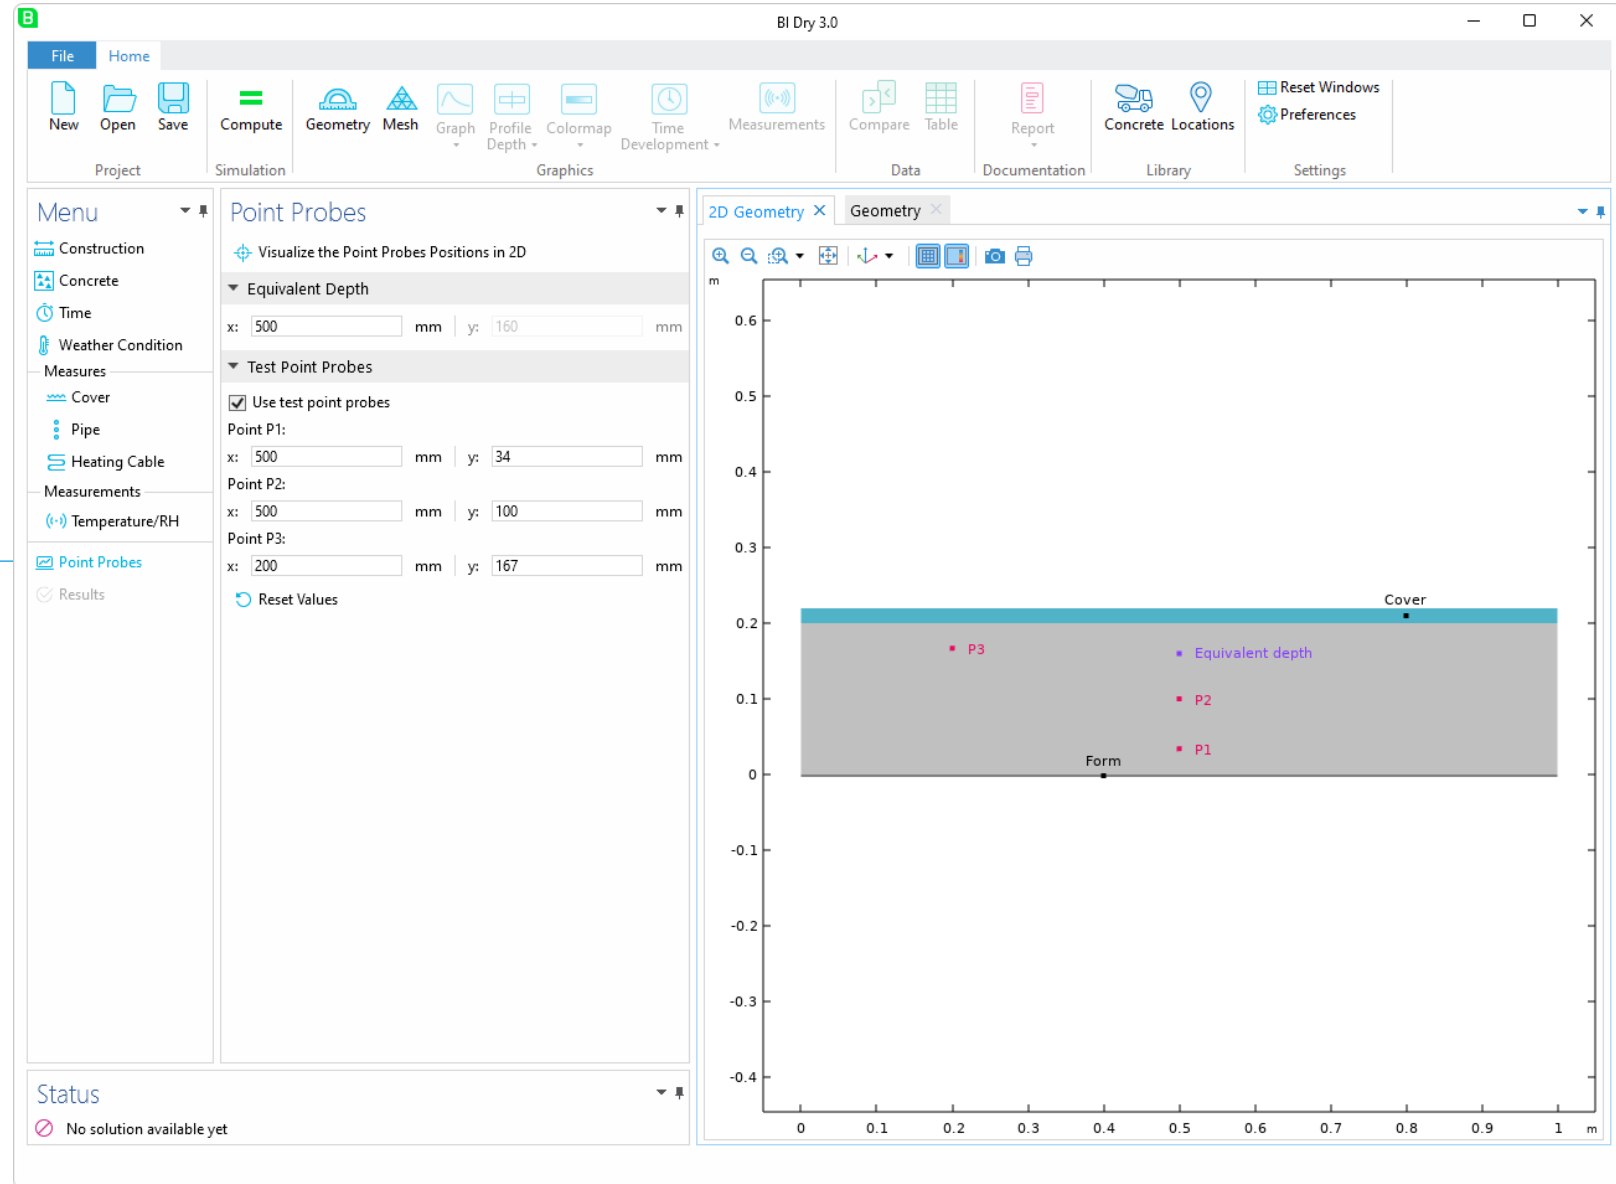 BI Dry 3.0
File Home
New Open Save Compute Geometry Mesh Graph Profile Depth Colormap Time Development Measurements Compare Table Report Concrete Locations Reset Windows
Preferences
Project Simulation Graphics Data Documentation Library Settings
Menu
Construction
Concrete
Time
Weather Condition
Measures
Cover
Pipe
Heating Cable
Measurements
Temperature/RH
Point Probes
Results
Point Probes
Visualize the Point Probes Positions in 2D
Equivalent Depth
x: 500 mm y: 160 mm
Test Point Probes
Use test point probes
Point P1:
x: 500 mm y: 34 mm
Point P2:
x: 500 mm y: 100 mm
Point P3:
x: 200 mm y: 167 mm
Reset Values
2D Geometry Geometry
m
0.6
0.5
0.4
0.3
0.2
0.1
0
-0.1
-0.2
-0.3
-0.4
Cover
P3
Equivalent depth
P2
P1
Form
0 0.1 0.2 0.3 0.4 0.5 0.6 0.7 0.8 0.9 1 m
Status
No solution available yet